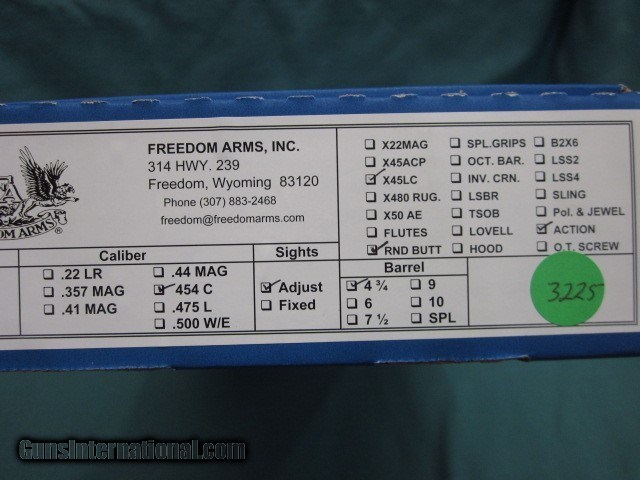 FREEDOM ARMS, INC.
314 HWY. 239
Freedom, Wyoming 83120
Phone (307) 883-2468
freedom@freedomarms.com
DOM ARMS®
X22MAG
X45ACP
X45LC
X480 RUG.
X50 AE
FLUTES
RND BUTT
SPL.GRIPS
OCT. BAR.
INV. CRN.
LSBR
TSOB
LOVELL
HOOD
B2X6
LSS2
LSS4
SLING
Pol. & JEWEL
ACTION
O.T. SCREW
Caliber
.22 LR
.357 MAG
.41 MAG
.44 MAG
454 C
.475 L
.500 W/E
Sights
Adjust
Fixed
Barrel
4 ¾
6
7 ½
9
10
SPL
3225
GunsInternational.com